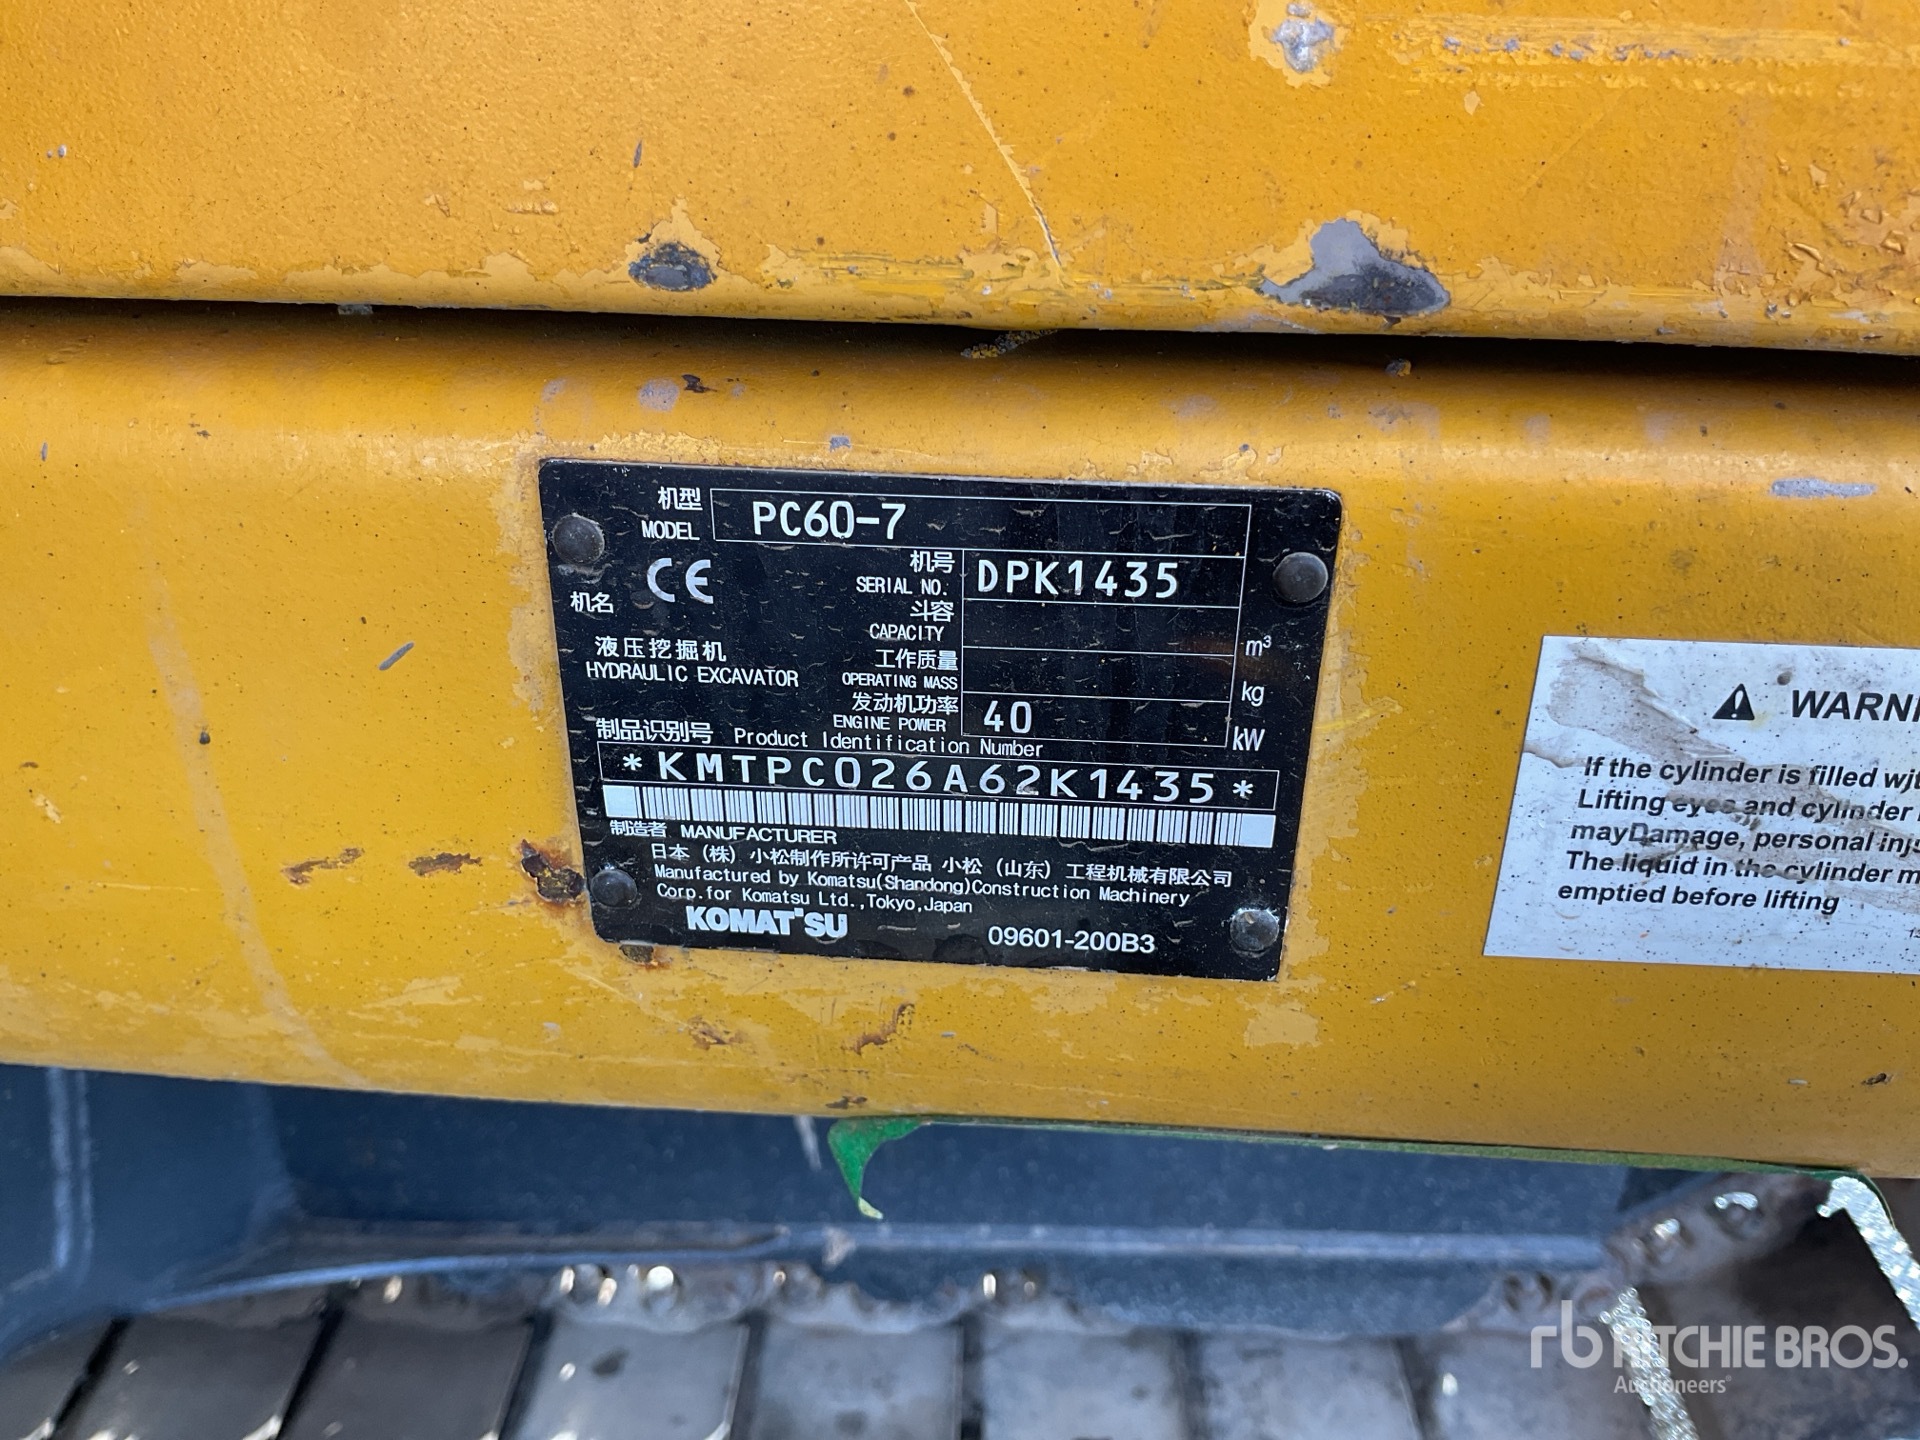 机型
MODEL
PC60-7
机号
SERIAL NO.
DPK1435
CE
机名
斗容
CAPACITY
m³
液压挖掘机
HYDRAULIC EXCAVATOR
工作质量
OPERATING MASS
kg
发动机功率
ENGINE POWER
40
kW
制品识别号 Product Identification Number
*KMTPC026A62K1435*
制造者 MANUFACTURER
日本（株）小松制作所许可产品 小松（山东）工程机械有限公司
Manufactured by Komatsu(Shandong)Construction Machinery
Corp.for Komatsu Ltd.,Tokyo,Japan
KOMATSU
09601-200B3
If the cylinder is filled
Lifting eyes and cylinder
mayDamage, personal
The liquid in the cylinder
emptied before lifting
rb RITCHIE BROS.
Auctioneers